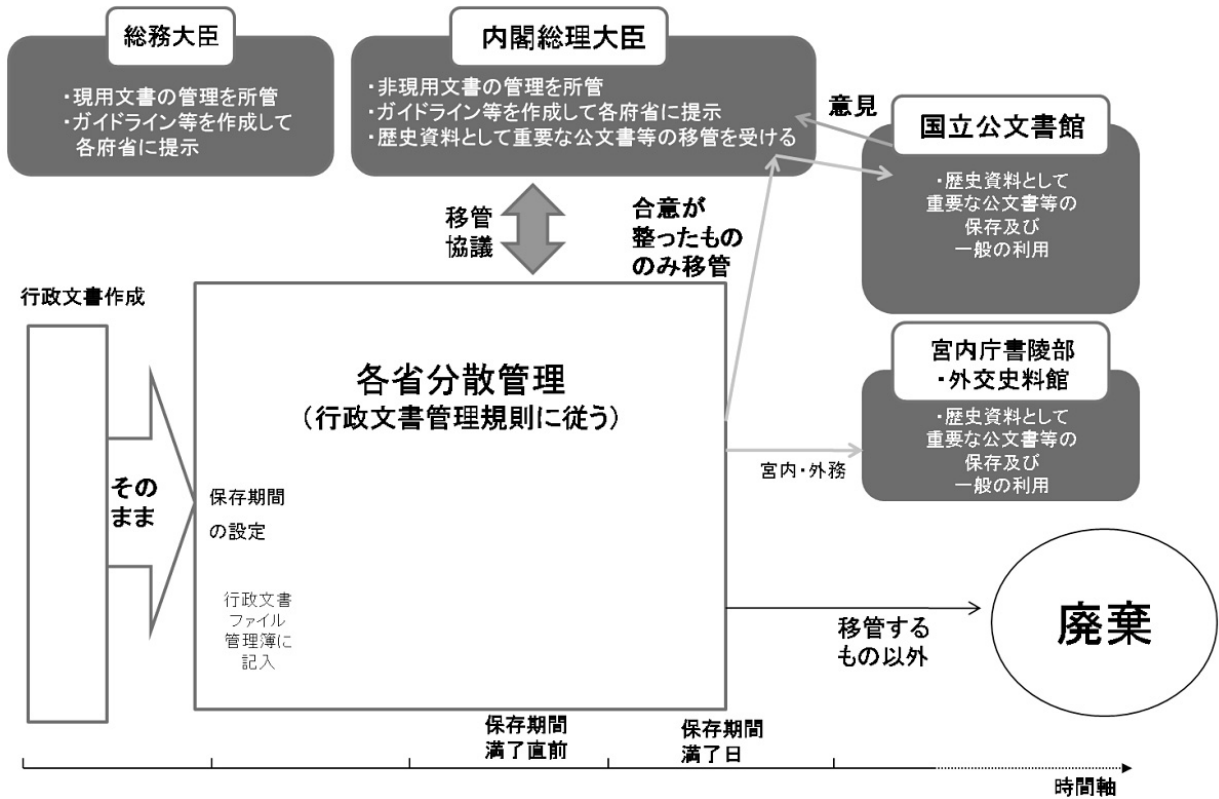 総務大臣
・現用文書の管理を所管
・ガイドライン等を作成して
各府省に提示
内閣総理大臣
・非現用文書の管理を所管
・ガイドライン等を作成して各府省に提示
・歴史資料として重要な公文書等の移管を受ける
意見
国立公文書館
・歴史資料として
重要な公文書等の
保存及び
一般の利用
移管
協議
合意が
整ったもの
のみ移管
行政文書作成
そのまま
各省分散管理
(行政文書管理規則に従う)
保存期間
の設定
行政文書
ファイル
管理簿に
記入
宮内庁書陵部
・外交史料館
・歴史資料として
重要な公文書等の
保存及び
一般の利用
宮内・外務
移管する
もの以外
廃棄
保存期間
満了直前
保存期間
満了日
時間軸